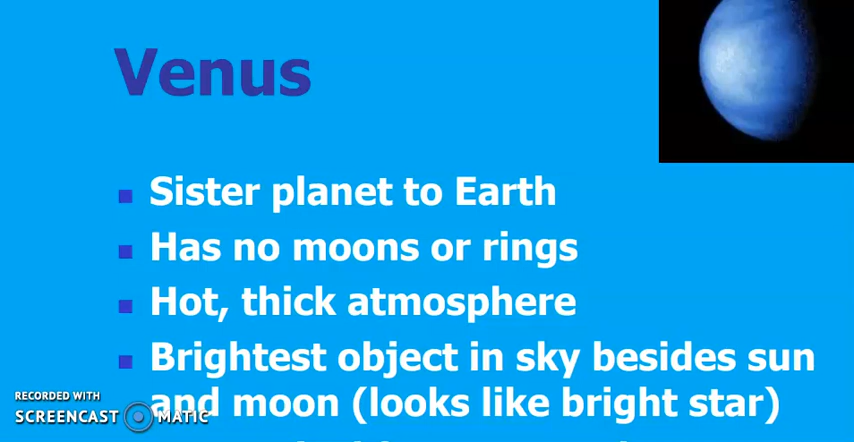 Venus
Sister planet to Earth
Has no moons or rings
Hot, thick atmosphere
Brightest object in sky besides sun
and moon (looks like bright star)
RECORDED WITH
SCREENCAST MATIC